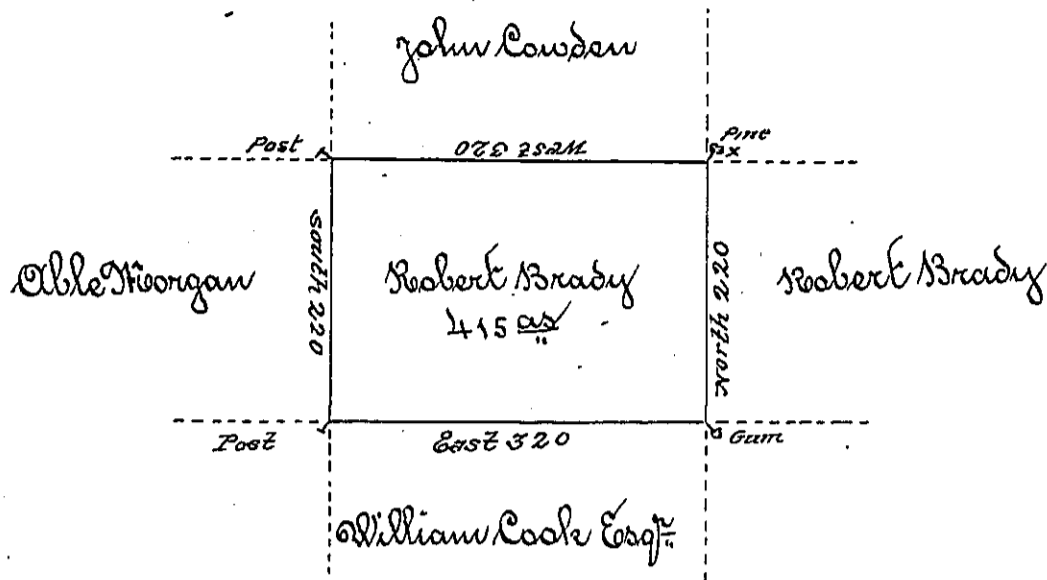 John Cowden
Post
West 320
Pine
x
Able Morgan
South 220
Robert Brady
415 as
North 220
Robert Brady
Post
East 320
Gum
William Cook Esqr